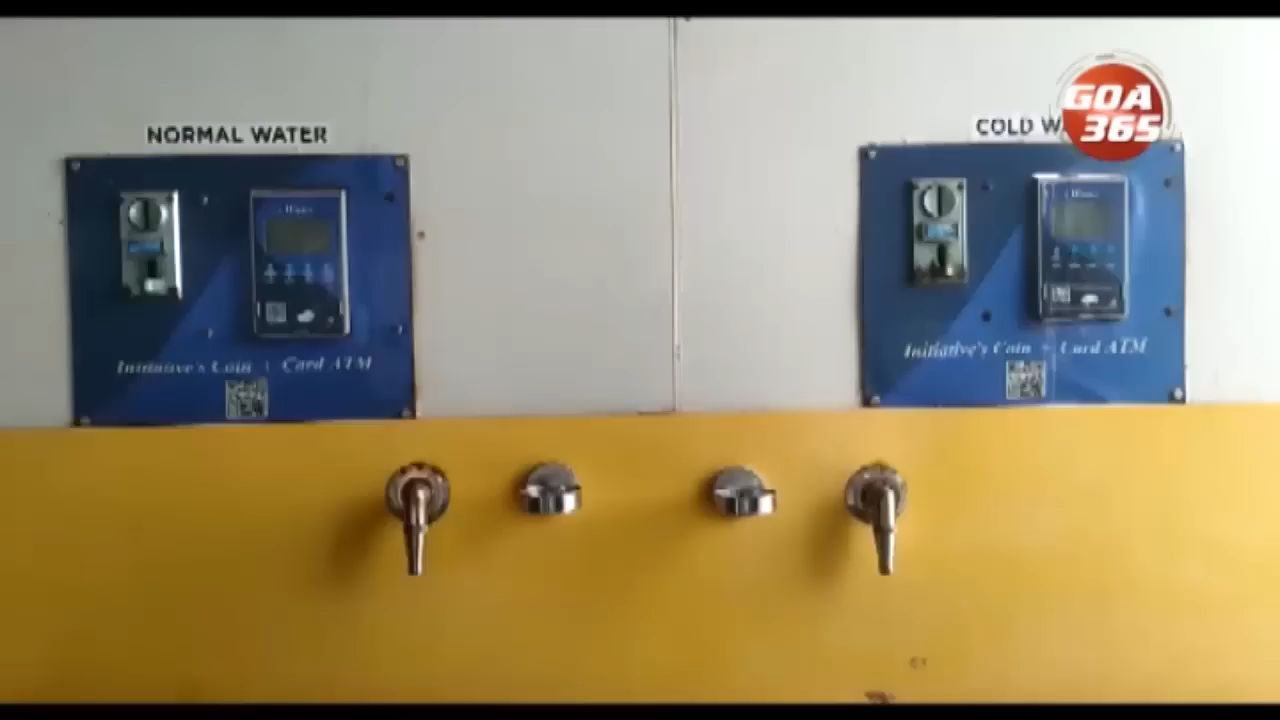 GOA
365
NORMAL WATER
COLD W
Initiative's Coin + Card ATM
Initiative's Coin + Card ATM